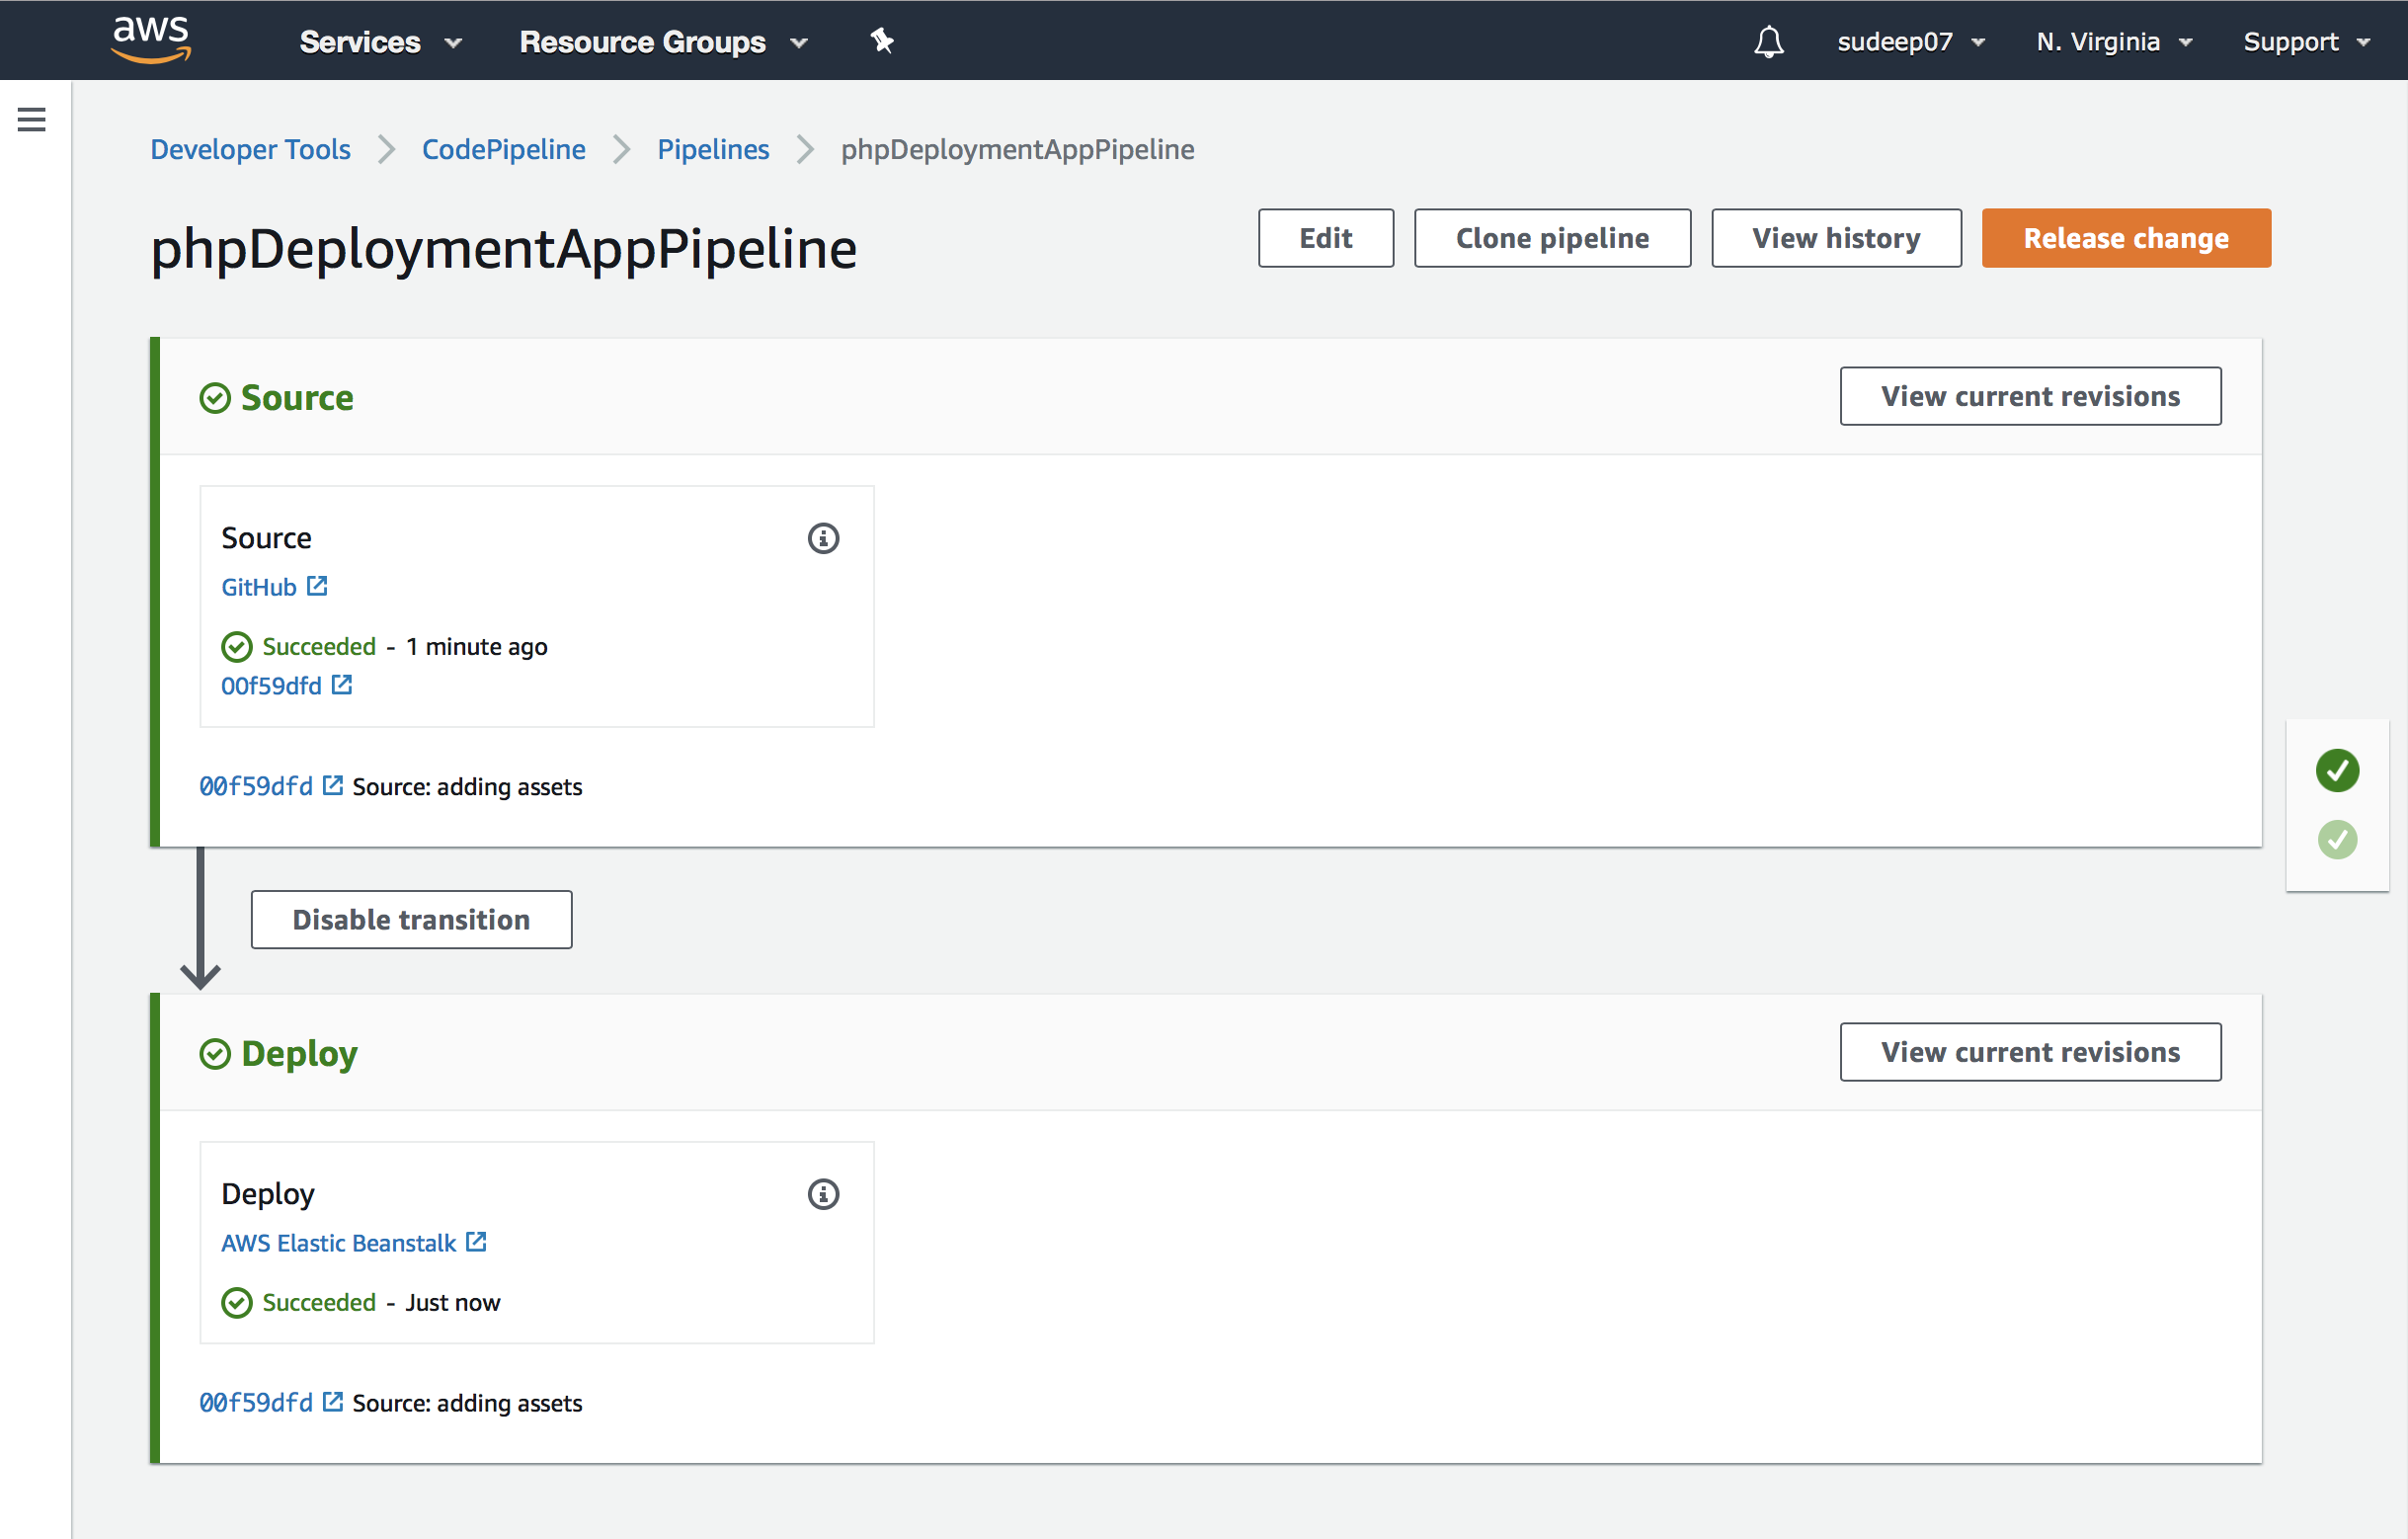 aws Services Resource Groups sudeep07 N. Virginia Support
Developer Tools CodePipeline Pipelines phpDeploymentAppPipeline
phpDeploymentAppPipeline Edit Clone pipeline View history Release change
Source View current revisions
Source
GitHub
Succeeded - 1 minute ago
00f59dfd
00f59dfd Source: adding assets
Disable transition
Deploy View current revisions
Deploy
AWS Elastic Beanstalk
Succeeded - Just now
00f59dfd Source: adding assets